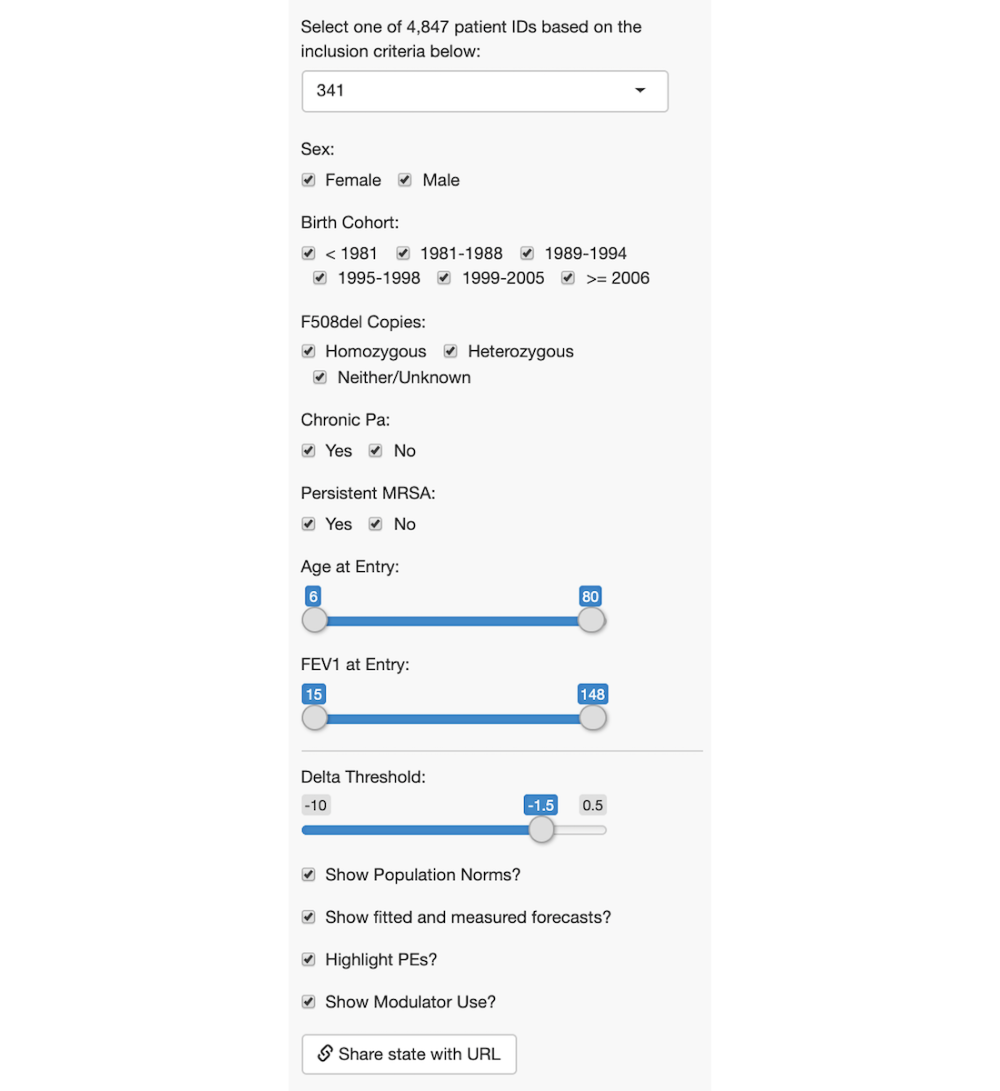 Select one of 4,847 patient IDs based on the
inclusion criteria below:
341
Sex:
Female Male
Birth Cohort:
< 1981 1981-1988 1989-1994
1995-1998 1999-2005 >= 2006
F508del Copies:
Homozygous Heterozygous
Neither/Unknown
Chronic Pa:
Yes No
Persistent MRSA:
Yes No
Age at Entry:
6 80
FEV1 at Entry:
15 148
Delta Threshold:
-10 -1.5 0.5
Show Population Norms?
Show fitted and measured forecasts?
Highlight PEs?
Show Modulator Use?
Share state with URL